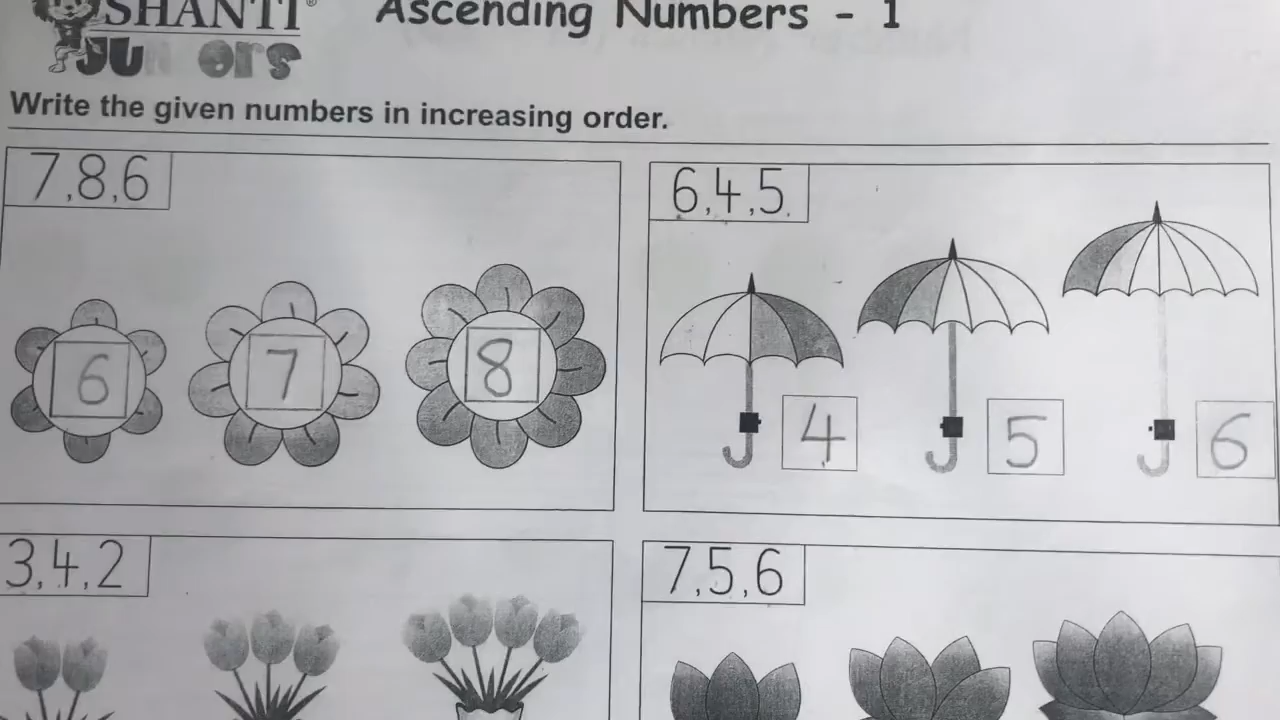 SHANTI®
Juniors
Ascending Numbers - 1
Write the given numbers in increasing order.
7,8,6
6 7 8
6,4,5
4 5 6
3,4,2
7,5,6